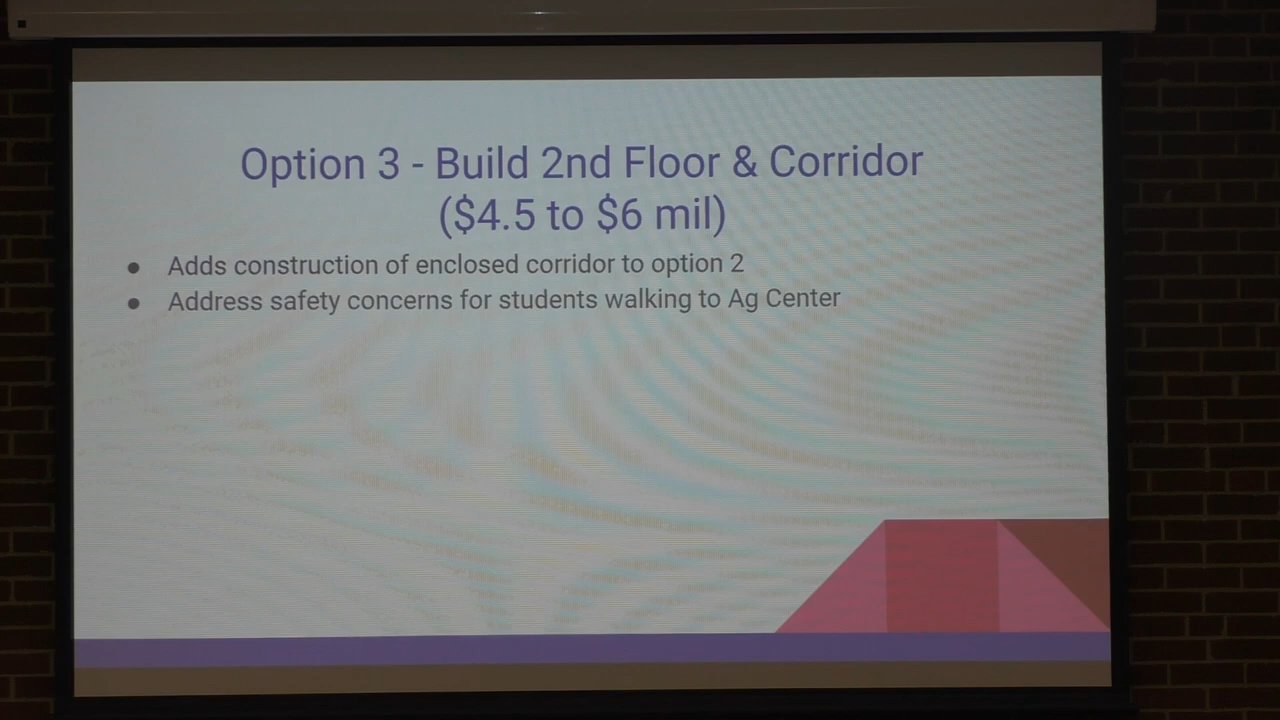 Option 3 - Build 2nd Floor & Corridor
($4.5 to $6 mil)
● Adds construction of enclosed corridor to option 2
● Address safety concerns for students walking to Ag Center